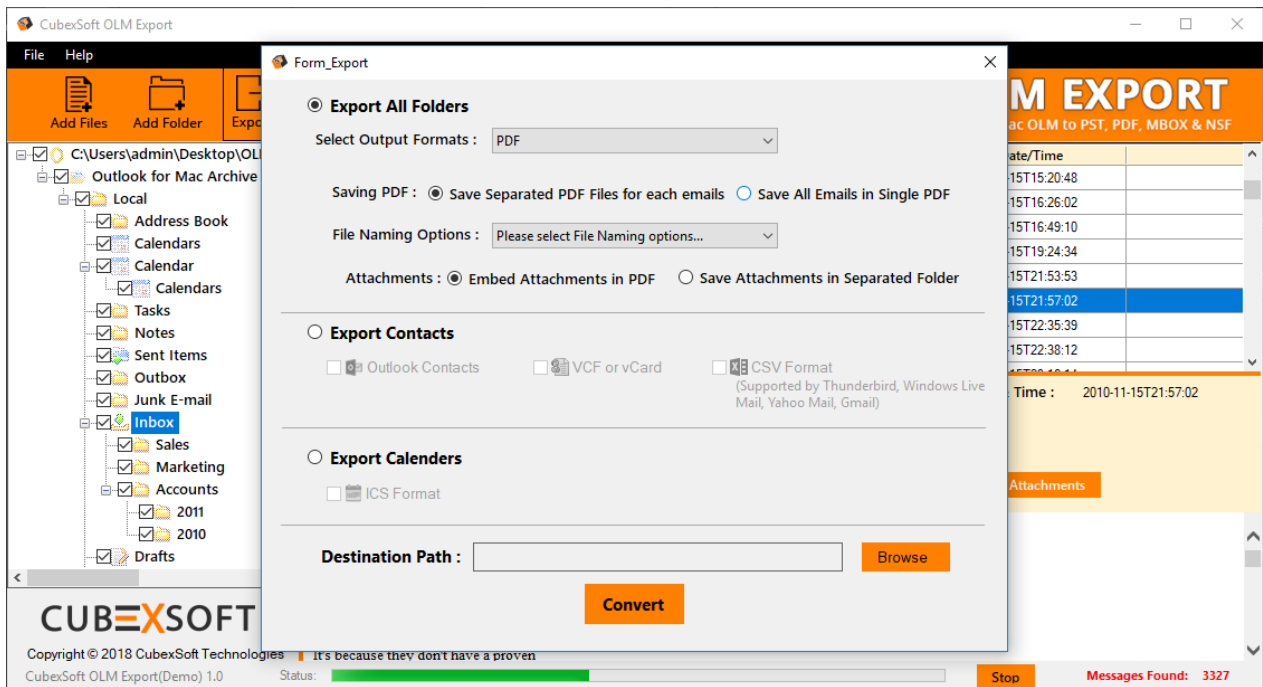 CubexSoft OLM Export
File Help
Form_Export
Add Files
Add Folder
M EXPORT
ac OLM to PST, PDF, MBOX & NSF
Export All Folders
Select Output Formats : PDF
Saving PDF : Save Separated PDF Files for each emails Save All Emails in Single PDF
File Naming Options : Please select File Naming options...
Attachments : Embed Attachments in PDF Save Attachments in Separated Folder
Export Contacts
Outlook Contacts VCF or vCard CSV Format
(Supported by Thunderbird, Windows Live
Mail, Yahoo Mail, Gmail)
Export Calenders
ICS Format
Destination Path : Browse
Convert
C:\Users\admin\Desktop\OL
Outlook for Mac Archive
Local
Address Book
Calendars
Calendar
Calendars
Tasks
Notes
Sent Items
Outbox
Junk E-mail
Inbox
Sales
Marketing
Accounts
2011
2010
Drafts
ate/Time
-15T15:20:48
-15T16:26:02
-15T16:49:10
-15T19:24:34
-15T21:53:53
-15T21:57:02
-15T22:35:39
-15T22:38:12
Time : 2010-11-15T21:57:02
Attachments
CUBEXSOFT
Copyright © 2018 CubexSoft Technologies
It's because they don't have a proven
CubexSoft OLM Export(Demo) 1.0
Status:
Stop
Messages Found: 3327